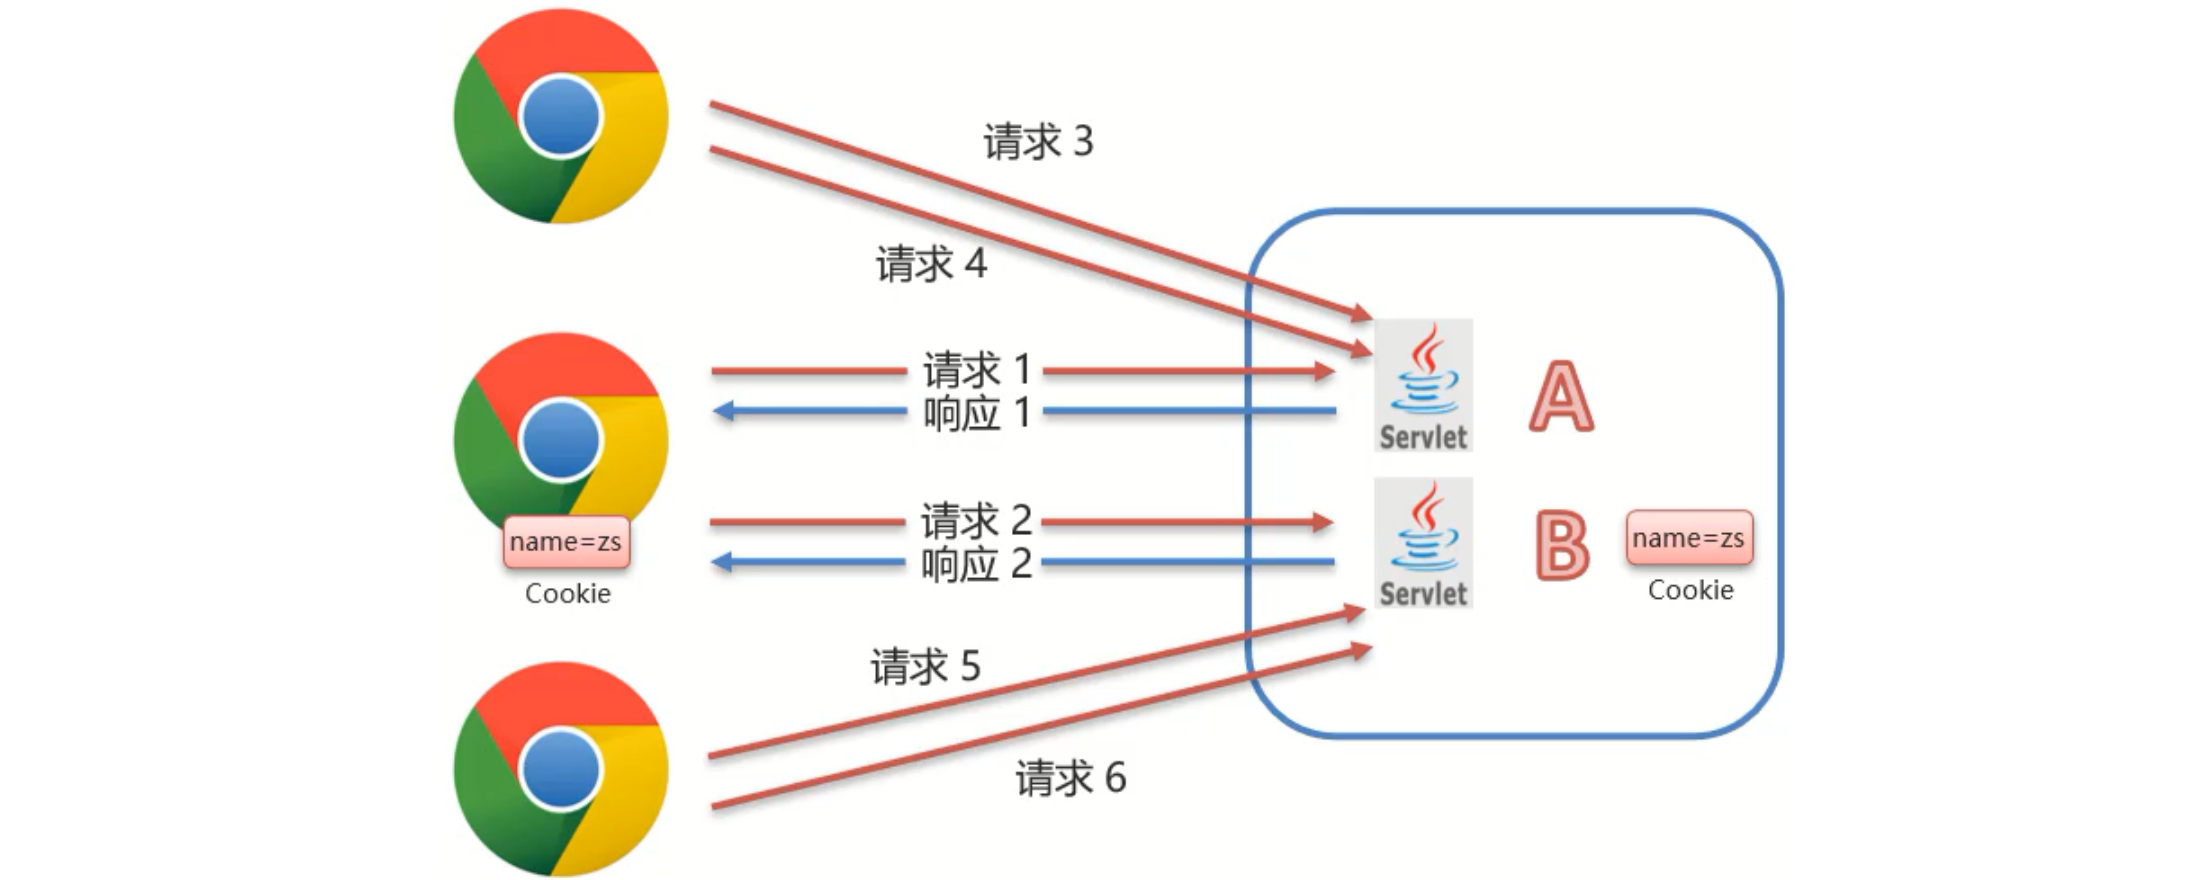 请求 3
请求 4
请求 1
响应 1
Servlet
A
请求 2
响应 2
Servlet
B
name=zs
Cookie
name=zs
Cookie
请求 5
请求 6